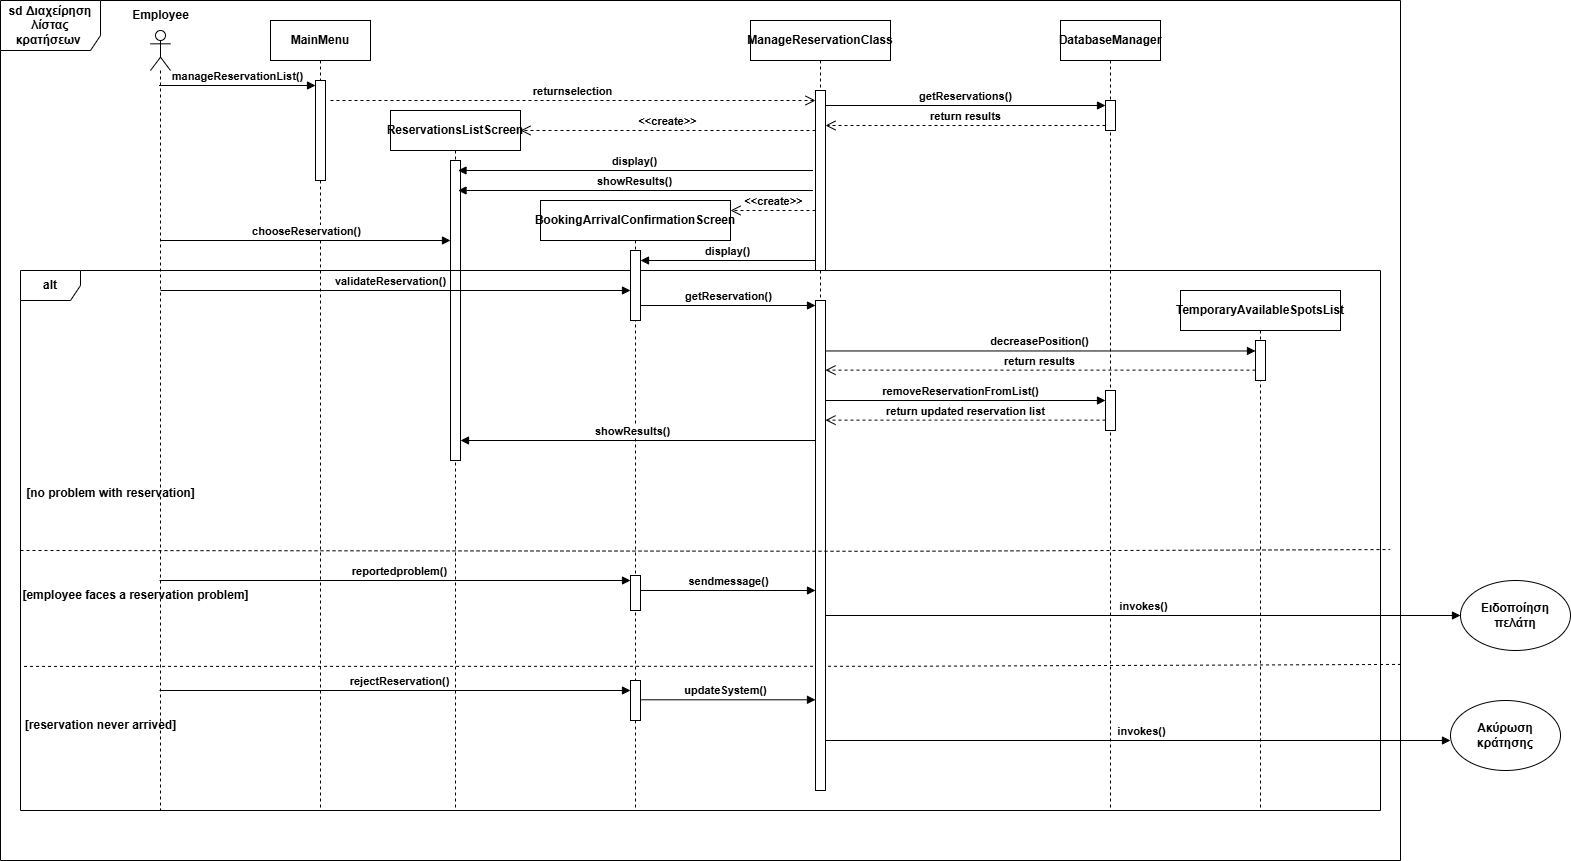 sd Διαχείρηση
λίστας
κρατήσεων
Employee
MainMenu
ManageReservationClass
DatabaseManager
manageReservationList()
returnselection
getReservations()
return results
<<create>>
ReservationsListScreen
display()
showResults()
<<create>>
BookingArrivalConfirmationScreen
chooseReservation()
display()
alt
validateReservation()
getReservation()
TemporaryAvailableSpotsList
decreasePosition()
return results
removeReservationFromList()
return updated reservation list
showResults()
[no problem with reservation]
reportedproblem()
sendmessage()
[employee faces a reservation problem]
invokes()
Ειδοποίηση
πελάτη
rejectReservation()
updateSystem()
[reservation never arrived]
invokes()
Ακύρωση
κράτησης